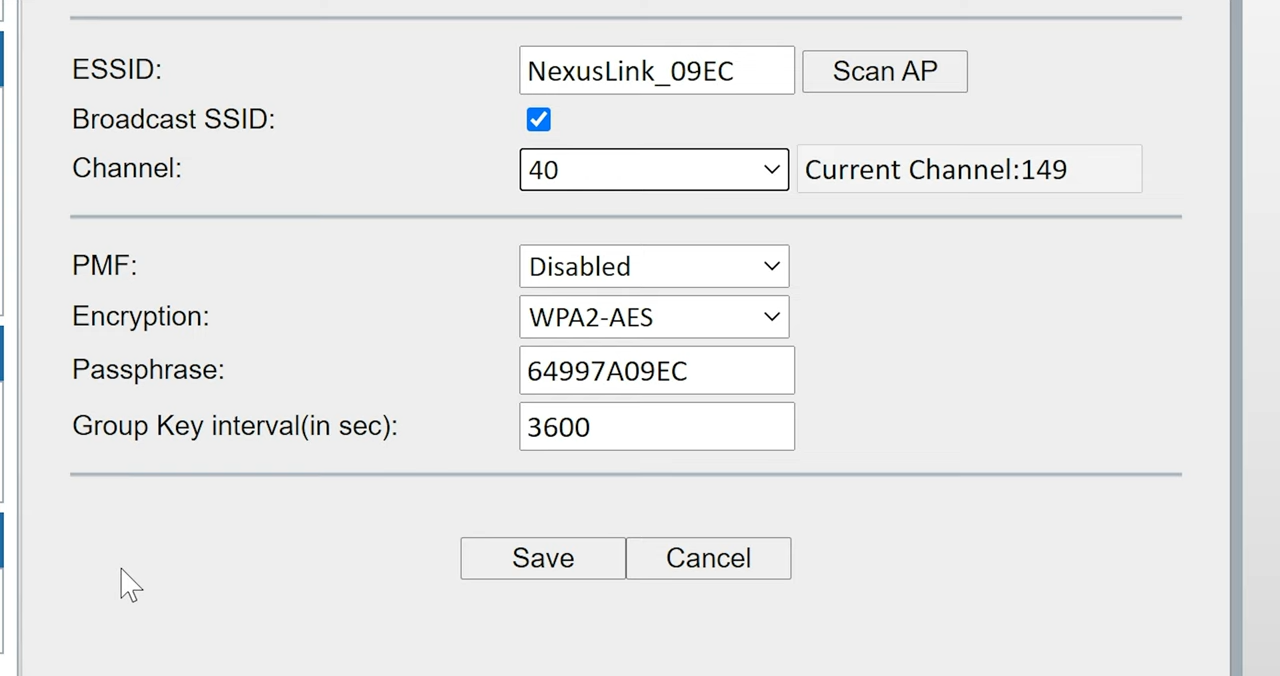 ESSID: NexusLink_09EC Scan AP
Broadcast SSID:
Channel: 40 Current Channel:149
PMF: Disabled
Encryption: WPA2-AES
Passphrase: 64997A09EC
Group Key interval(in sec): 3600
Save Cancel